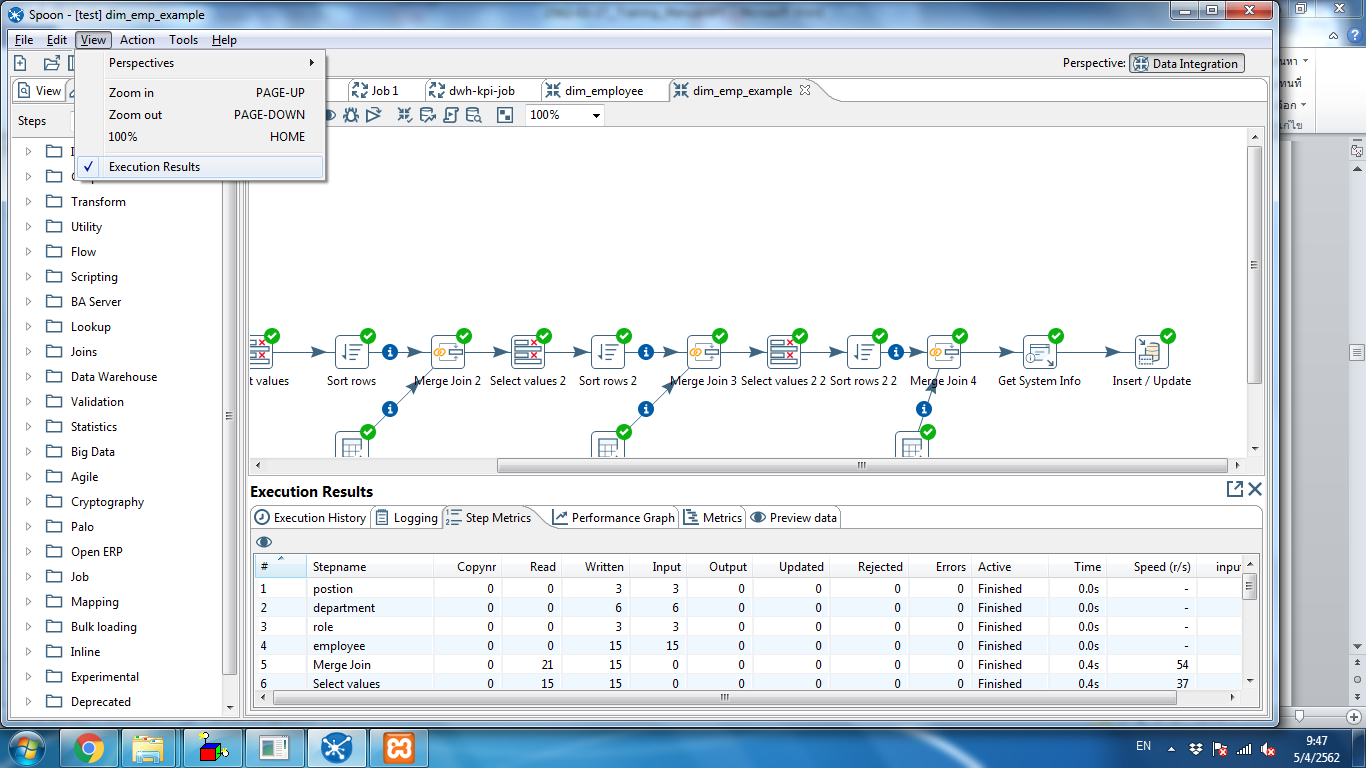 Spoon - [test] dim_emp_example
File Edit View Action Tools Help
Perspectives
Zoom in PAGE-UP
Zoom out PAGE-DOWN
100% HOME
Execution Results
Perspective: Data Integration
View
Job 1 dwh-kpi-job dim_employee dim_emp_example
Steps
100%
Transform
Utility
Flow
Scripting
BA Server
Lookup
Joins
Data Warehouse
Validation
Statistics
Big Data
Agile
Cryptography
Palo
Open ERP
Job
Mapping
Bulk loading
Inline
Experimental
Deprecated
t values Sort rows Merge Join 2 Select values 2 Sort rows 2 Merge Join 3 Select values 2 2 Sort rows 2 2 Merge Join 4 Get System Info Insert / Update
Execution Results
Execution History Logging Step Metrics Performance Graph Metrics Preview data
# Stepname Copynr Read Written Input Output Updated Rejected Errors Active Time Speed (r/s) inpu
1 postion 0 0 3 3 0 0 0 0 Finished 0.0s -
2 department 0 0 6 6 0 0 0 0 Finished 0.0s -
3 role 0 0 3 3 0 0 0 0 Finished 0.0s -
4 employee 0 0 15 15 0 0 0 0 Finished 0.0s -
5 Merge Join 0 21 15 0 0 0 0 0 Finished 0.4s 54
6 Select values 0 15 15 0 0 0 0 0 Finished 0.4s 37
EN
9:47
5/4/2562